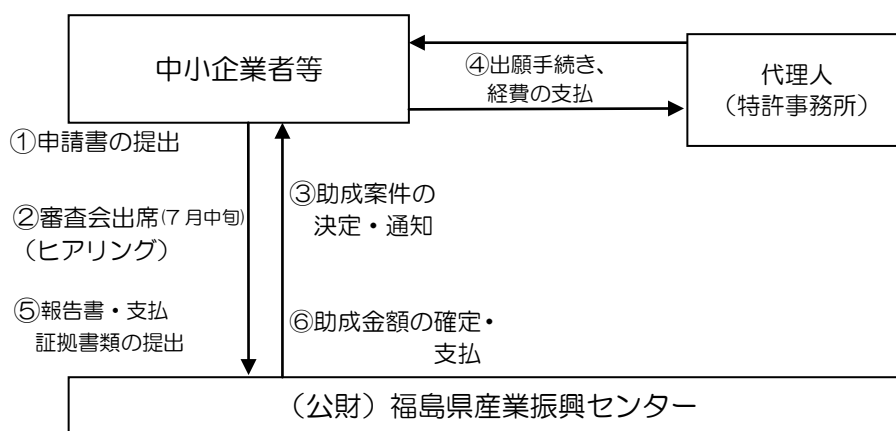 中小企業者等
④出願手続き、
経費の支払
代理人
（特許事務所）
①申請書の提出
②審査会出席(7月中旬)
（ヒアリング）
③助成案件の
決定・通知
⑤報告書・支払
証拠書類の提出
⑥助成金額の確定・
支払
（公財）福島県産業振興センター